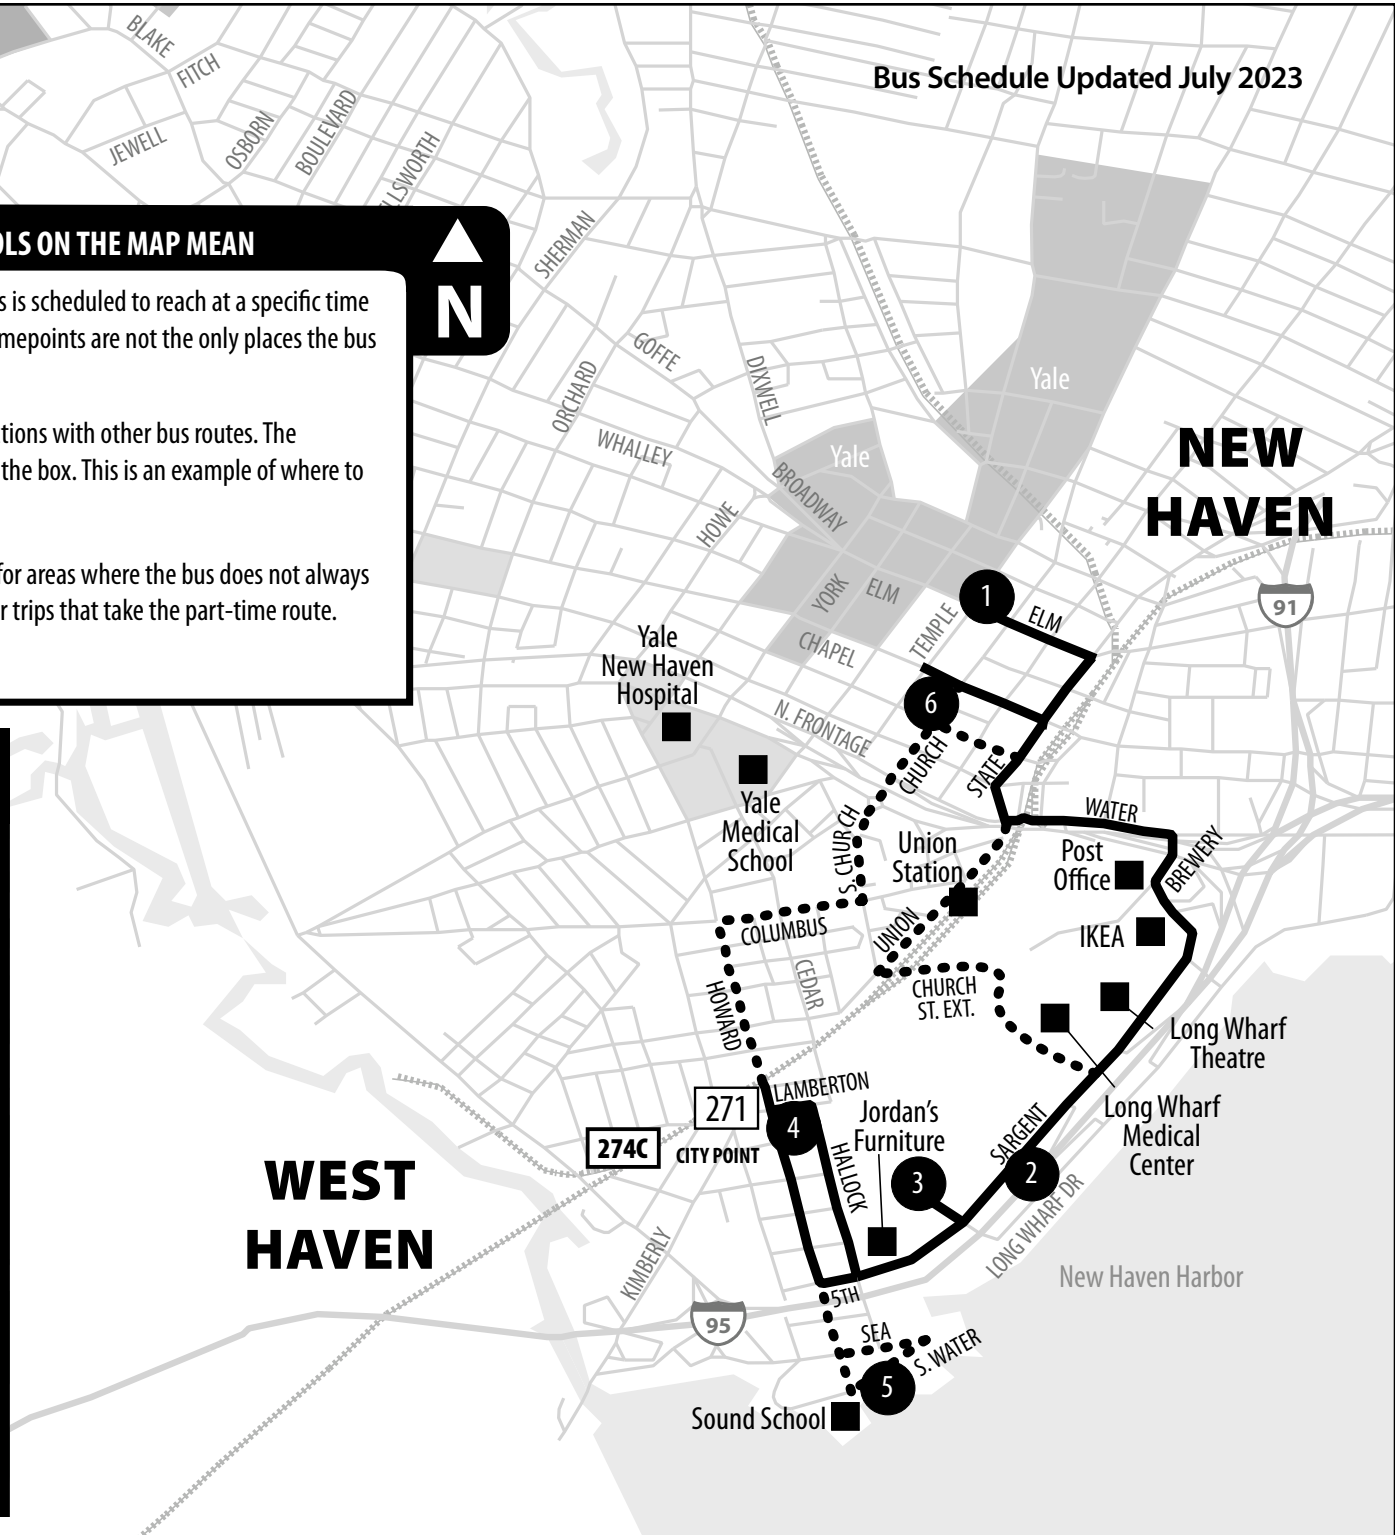 BLAKE
FITCH
Bus Schedule Updated July 2023
JEWELL
OSBORN
BOULEVARD
ELLSWORTH
OLS ON THE MAP MEAN
N
SHERMAN
s is scheduled to reach at a specific time
mepoints are not the only places the bus
GOFFE
ORCHARD
DIXWELL
Yale
tions with other bus routes. The
the box. This is an example of where to
WHALLEY
Yale
BROADWAY
NEW
HAVEN
HOWE
for areas where the bus does not always
r trips that take the part-time route.
YORK
ELM
TEMPLE
1
ELM
91
CHAPEL
Yale
New Haven
Hospital
6
N. FRONTAGE
CHURCH
STATE
Yale
Medical
School
S. CHURCH
Union
Station
WATER
Post
Office
BREWERY
COLUMBUS
UNION
IKEA
CEDAR
HOWARD
CHURCH
ST. EXT.
Long Wharf
Theatre
LAMBERTON
271
4
Jordan's
Furniture
Long Wharf
Medical
Center
274C
CITY POINT
HALLOCK
SARGENT
WEST
HAVEN
3
2
LONG WHARF DR
KIMBERLY
New Haven Harbor
5TH
95
SEA
S. WATER
5
Sound School